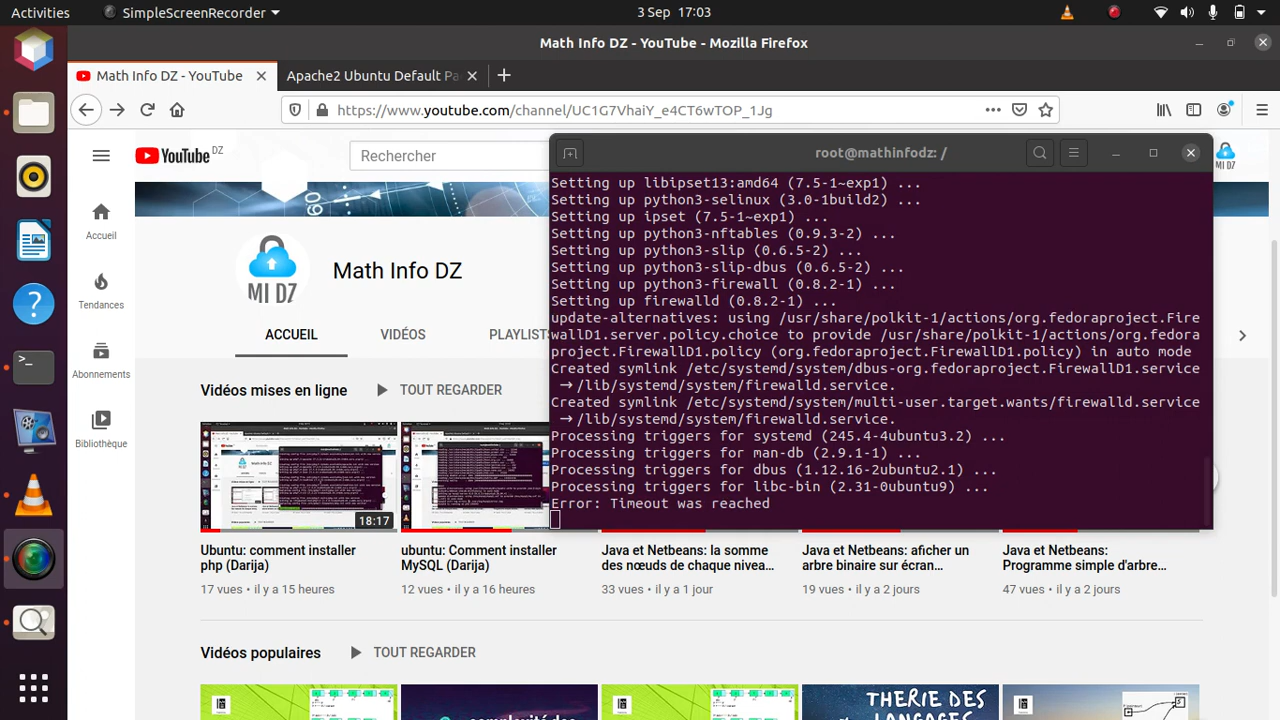 Activities
SimpleScreenRecorder
3 Sep 17:03
Math Info DZ - YouTube - Mozilla Firefox
Math Info DZ - YouTube
Apache2 Ubuntu Default Pa
https://www.youtube.com/channel/UC1G7VhaiY_e4CT6wTOP_1Jg
YouTube DZ
Rechercher
MI DZ
Accueil
Tendances
Abonnements
Bibliothèque
60
MI DZ
Math Info DZ
ACCUEIL
VIDÉOS
PLAYLISTS
root@mathinfodz: /
Setting up libipset13:amd64 (7.5-1~exp1) ...
Setting up python3-selinux (3.0-1build2) ...
Setting up ipset (7.5-1~exp1) ...
Setting up python3-nftables (0.9.3-2) ...
Setting up python3-slip (0.6.5-2) ...
Setting up python3-slip-dbus (0.6.5-2) ...
Setting up python3-firewall (0.8.2-1) ...
Setting up firewalld (0.8.2-1) ...
update-alternatives: using /usr/share/polkit-1/actions/org.fedoraproject.Fire
wallD1.server.policy.choice to provide /usr/share/polkit-1/actions/org.fedora
project.FirewallD1.policy (org.fedoraproject.FirewallD1.policy) in auto mode
Created symlink /etc/systemd/system/dbus-org.fedoraproject.FirewallD1.service
→ /lib/systemd/system/firewalld.service.
Created symlink /etc/systemd/system/multi-user.target.wants/firewalld.service
→ /lib/systemd/system/firewalld.service.
Processing triggers for systemd (245.4-4ubuntu3.2) ...
Processing triggers for man-db (2.9.1-1) ...
Processing triggers for dbus (1.12.16-2ubuntu2.1) ...
Processing triggers for libc-bin (2.31-0ubuntu9) ...
Error: Timeout was reached
Vidéos mises en ligne
TOUT REGARDER
18:17
Ubuntu: comment installer
php (Darija)
17 vues • il y a 15 heures
ubuntu: Comment installer
MySQL (Darija)
12 vues • il y a 16 heures
Java et Netbeans: la somme
des nœuds de chaque nivea...
33 vues • il y a 1 jour
Java et Netbeans: aficher un
arbre binaire sur écran...
19 vues • il y a 2 jours
Java et Netbeans:
Programme simple d'arbre...
47 vues • il y a 2 jours
Vidéos populaires
TOUT REGARDER
THERIE DES